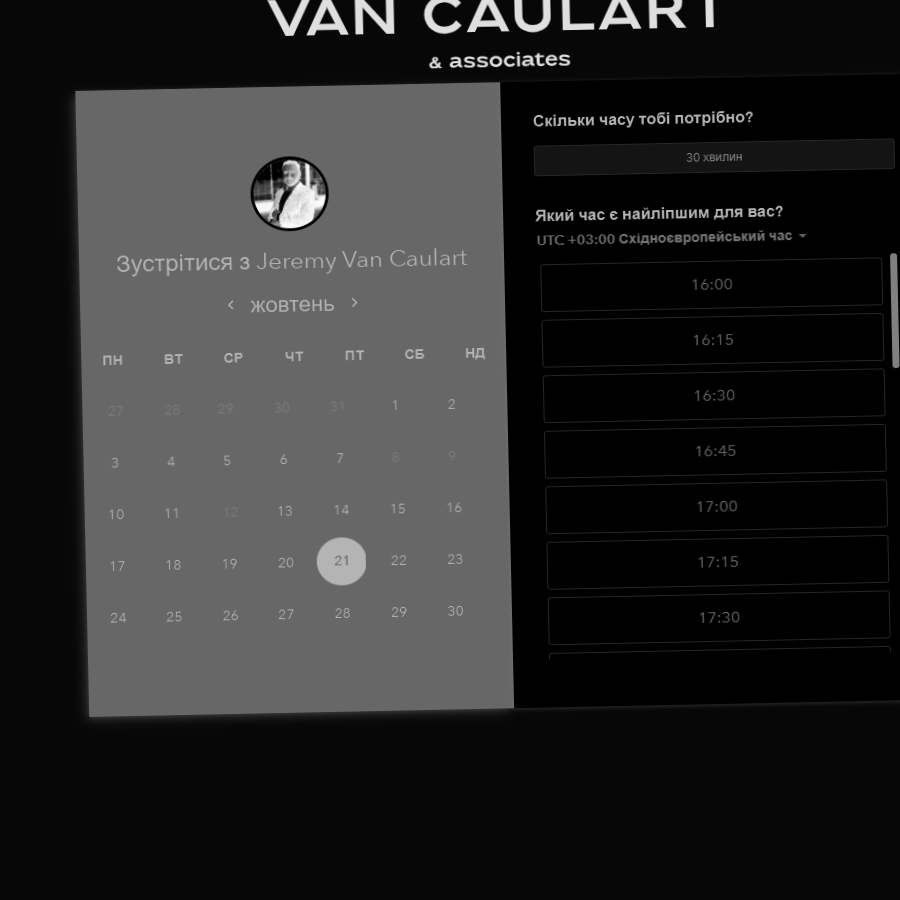 VAN CAULART
& associates
Зустрітися з Jeremy Van Caulart
жовтень
ПН ВТ СР ЧТ ПТ СБ НД
27 28 29 30 31 1 2
3 4 5 6 7 8 9
10 11 12 13 14 15 16
17 18 19 20 21 22 23
24 25 26 27 28 29 30
Скільки часу тобі потрібно?
30 хвилин
Який час є найліпшим для вас?
UTC +03:00 Східноєвропейський час
16:00
16:15
16:30
16:45
17:00
17:15
17:30